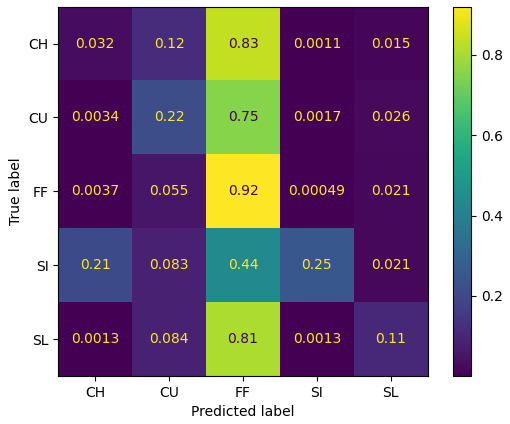 CH 0.032 0.12 0.83 0.0011 0.015
CU 0.0034 0.22 0.75 0.0017 0.026
FF 0.0037 0.055 0.92 0.00049 0.021
SI 0.21 0.083 0.44 0.25 0.021
SL 0.0013 0.084 0.81 0.0013 0.11
CH CU FF SI SL
Predicted label
True label
0.8
0.6
0.4
0.2